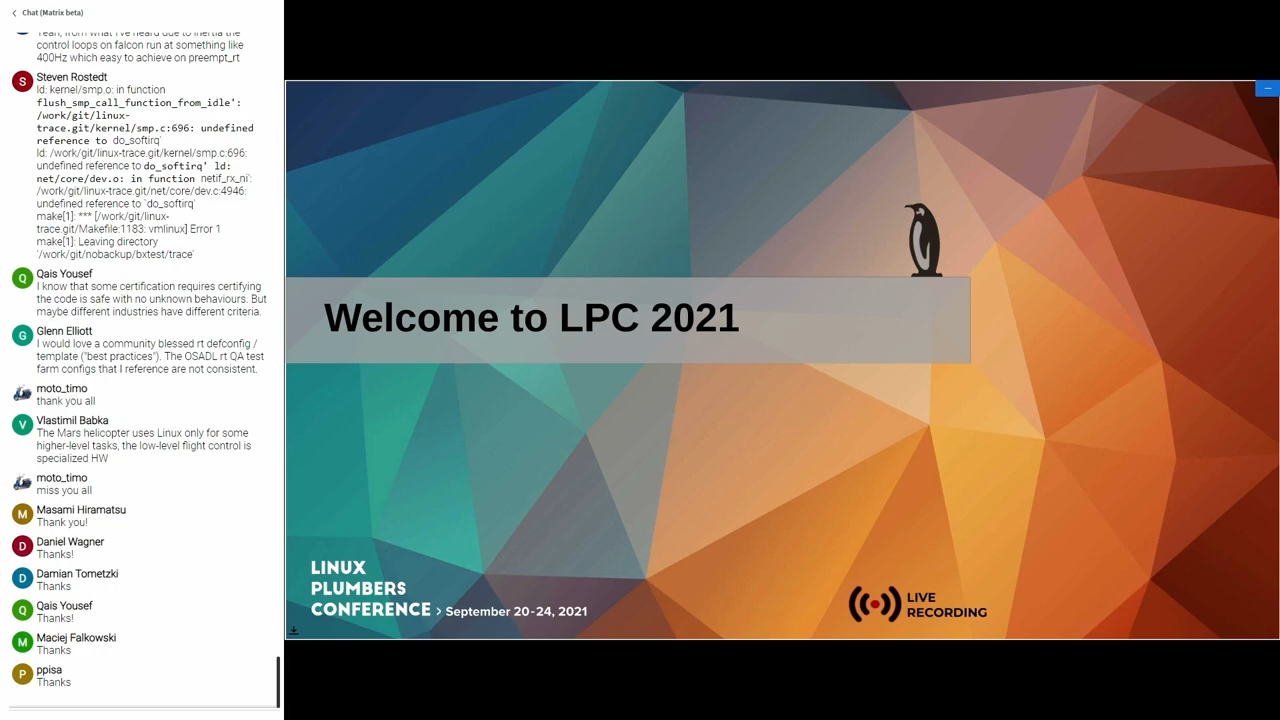 Chat (Matrix beta)
Yeah, from what I've heard due to inertia the
control loops on falcon run at something like
400Hz which easy to achieve on preempt_rt
S
Steven Rostedt
ld: kernel/smp.o: in function
flush_smp_call_function_from_idle':
/work/git/linux-
trace.git/kernel/smp.c:696: undefined
reference to do_softirq'
ld: /work/git/linux-trace.git/kernel/smp.c:696:
undefined reference to do_softirq' ld:
net/core/dev.o: in function netif_rx_ni':
/work/git/linux-trace.git/net/core/dev.c:4946:
undefined reference to `do_softirq'
make[1]: *** [/work/git/linux-
trace.git/Makefile:1183: vmlinux] Error 1
make[1]: Leaving directory
'/work/git/nobackup/bxtest/trace'
Q
Qais Yousef
I know that some certification requires certifying
the code is safe with no unknown behaviours. But
maybe different industries have different criteria.
G
Glenn Elliott
I would love a community blessed rt defconfig /
template ("best practices"). The OSADL rt QA test
farm configs that I reference are not consistent.
moto_timo
thank you all
V
Vlastimil Babka
The Mars helicopter uses Linux only for some
higher-level tasks, the low-level flight control is
specialized HW
moto_timo
miss you all
M
Masami Hiramatsu
Thank you!
D
Daniel Wagner
Thanks!
D
Damian Tometzki
Thanks
Q
Qais Yousef
Thanks!
M
Maciej Falkowski
Thanks
P
ppisa
Thanks
Welcome to LPC 2021
LINUX
PLUMBERS
CONFERENCE > September 20-24, 2021
LIVE
RECORDING